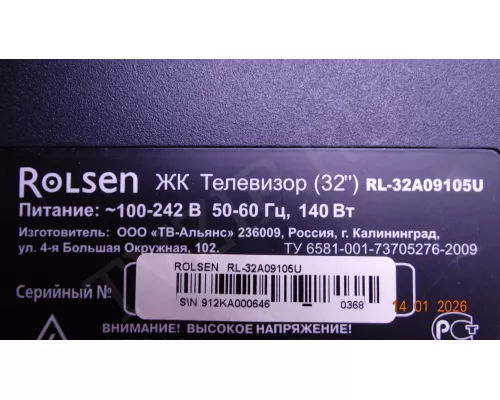 ROLSEN ЖК Телевизор (32") RL-32A09105U
Питание: ~100-242 В 50-60 Гц, 140 Вт
Изготовитель: ООО «ТВ-Альянс» 236009, Россия, г. Калининград,
ул. 4-я Большая Окружная, 102. ТУ 6581-001-73705276-2009
ROLSEN RL-32A09105U
Серийный №
S\N 912KA000646 0368
14 01 2026
ВНИМАНИЕ! ВЫСОКОЕ НАПРЯЖЕНИЕ!